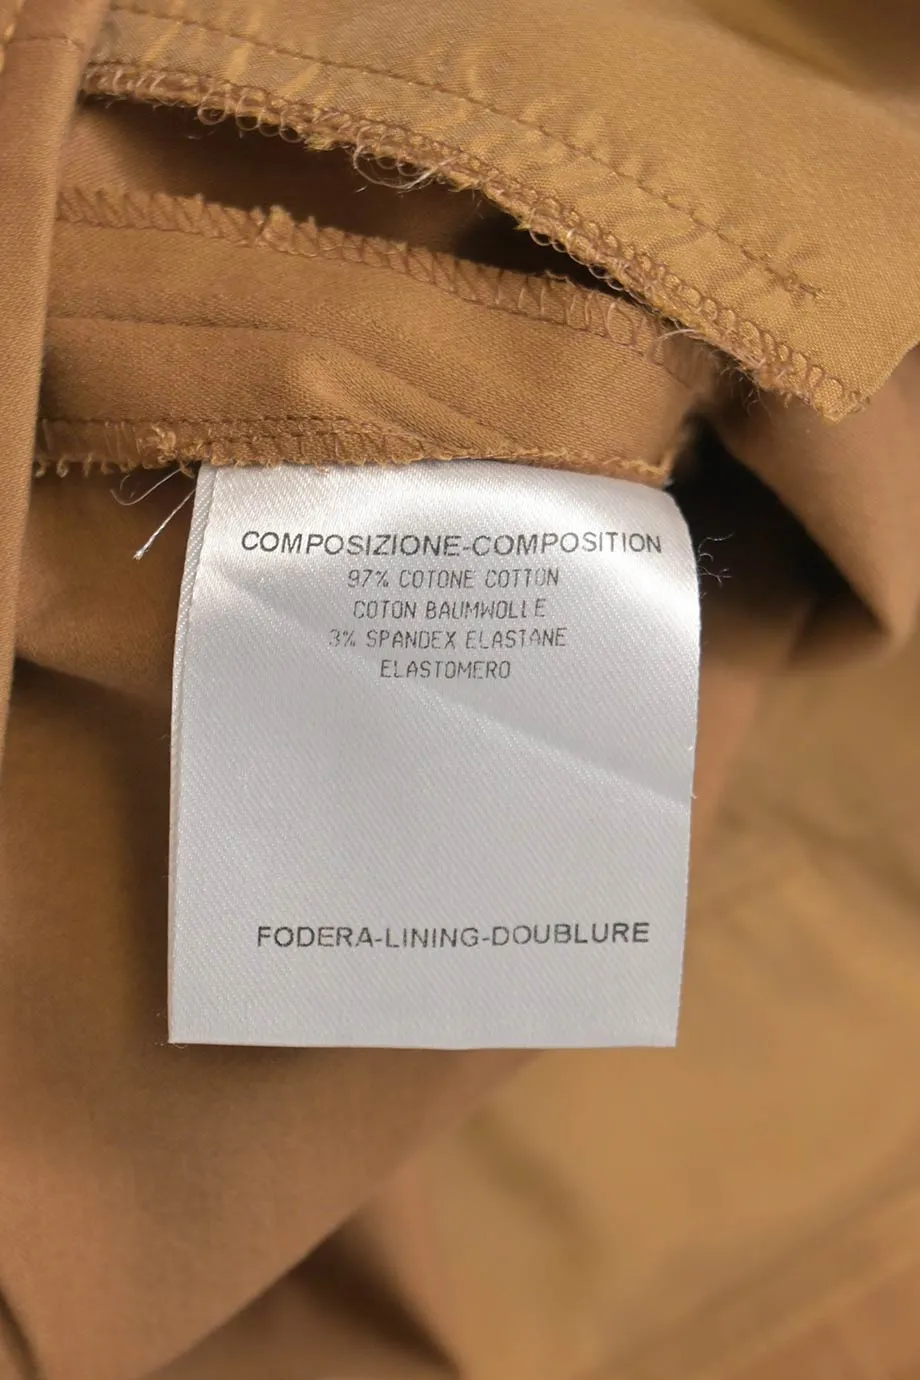 COMPOSIZIONE-COMPOSITION
97% COTONE COTTON
COTON BAUMWOLLE
3% SPANDEX ELASTANE
ELASTOMERO
FODERA-LINING-DOUBLURE